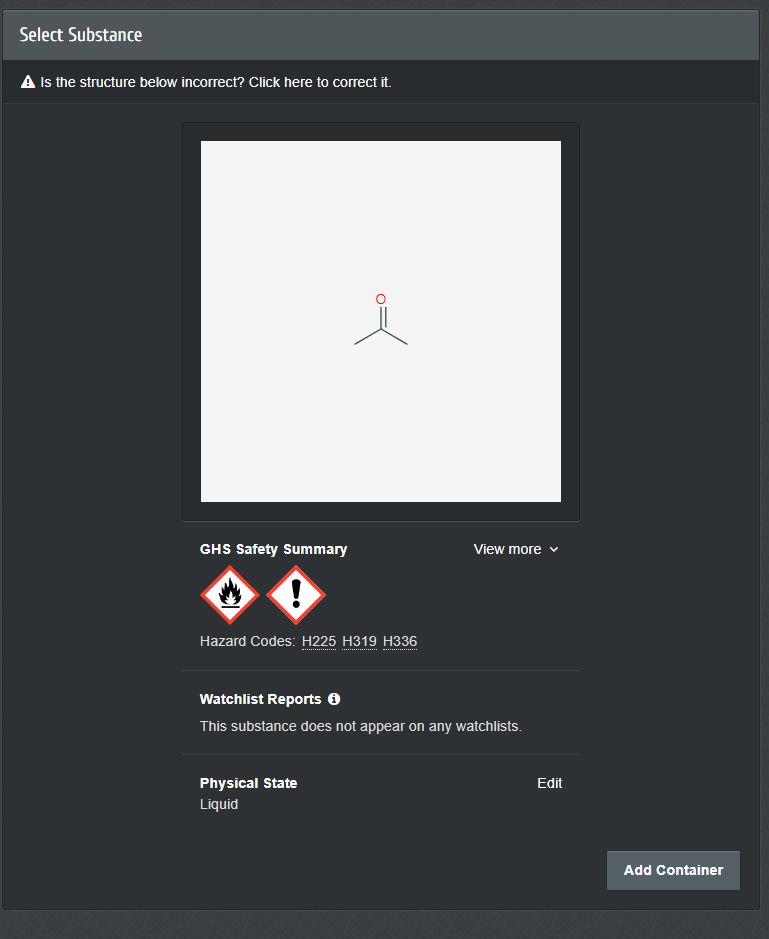 Select Substance
Is the structure below incorrect? Click here to correct it.
O
GHS Safety Summary View more
Hazard Codes: H225 H319 H336
Watchlist Reports
This substance does not appear on any watchlists.
Physical State Edit
Liquid
Add Container